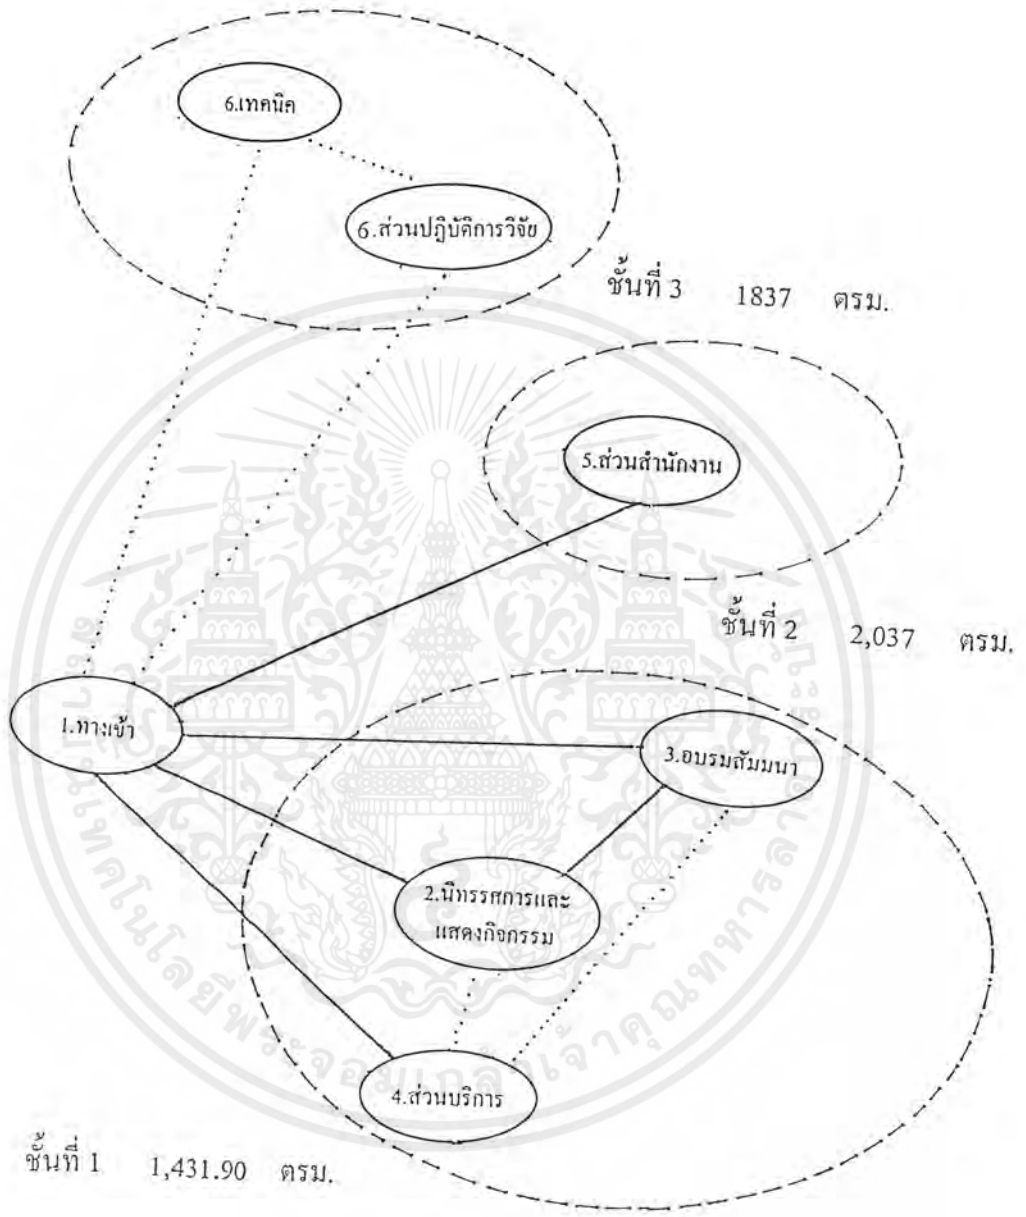 6.เทคนิค
6.ส่วนปฏิบัติการวิจัย
ชั้นที่ 3 1837 ตรม.
5.ส่วนสำนักงาน
ชั้นที่ 2 2,037 ตรม.
1.ทางเข้า
3.อบรมสัมมนา
2.นิทรรศการและ
แสดงกิจกรรม
4.ส่วนบริการ
ชั้นที่ 1 1,431.90 ตรม.